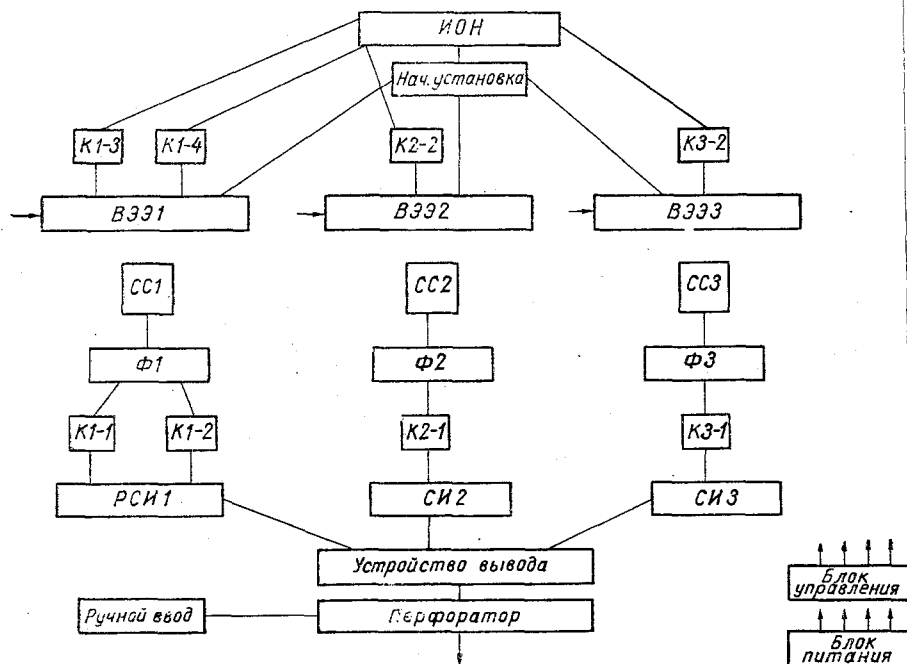 ИОН
Нач. установка
К1-3 К1-4 К2-2 К3-2
ВЭЭ1 ВЭЭ2 ВЭЭ3
СС1 СС2 СС3
Ф1 Ф2 Ф3
К1-1 К1-2 К2-1 К3-1
РСИ1 СИ2 СИ3
Устройство вывода
Блок
управления
Ручной ввод Перфоратор
Блок
питания